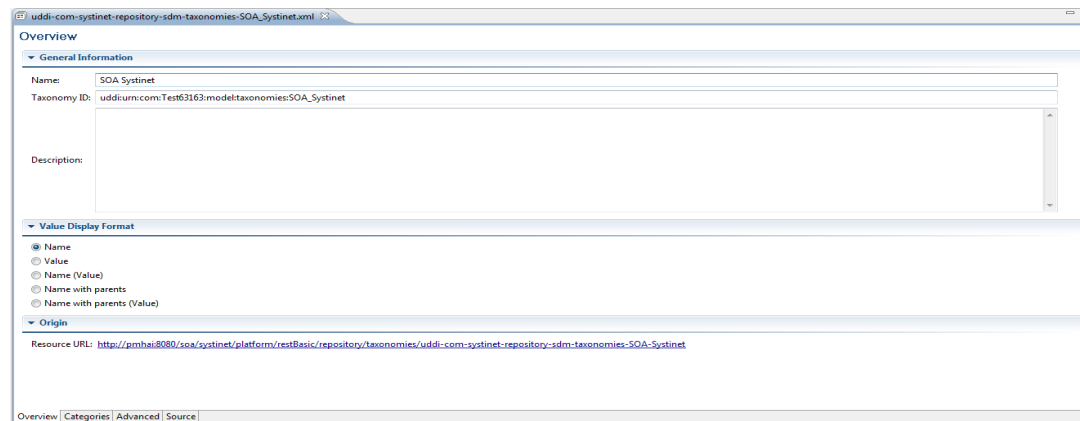 uddi-com-systinet-repository-sdm-taxonomies-SOA_Systinet.xml
Overview
General Information
Name: SOA Systinet
Taxonomy ID: uddi:urn:com:Test63163:model:taxonomies:SOA_Systinet
Description:
Value Display Format
Name
Value
Name (Value)
Name with parents
Name with parents (Value)
Origin
Resource URL: http://pmhai:8080/soa/systinet/platform/restBasic/repository/taxonomies/uddi-com-systinet-repository-sdm-taxonomies-SOA-Systinet
Overview Categories Advanced Source